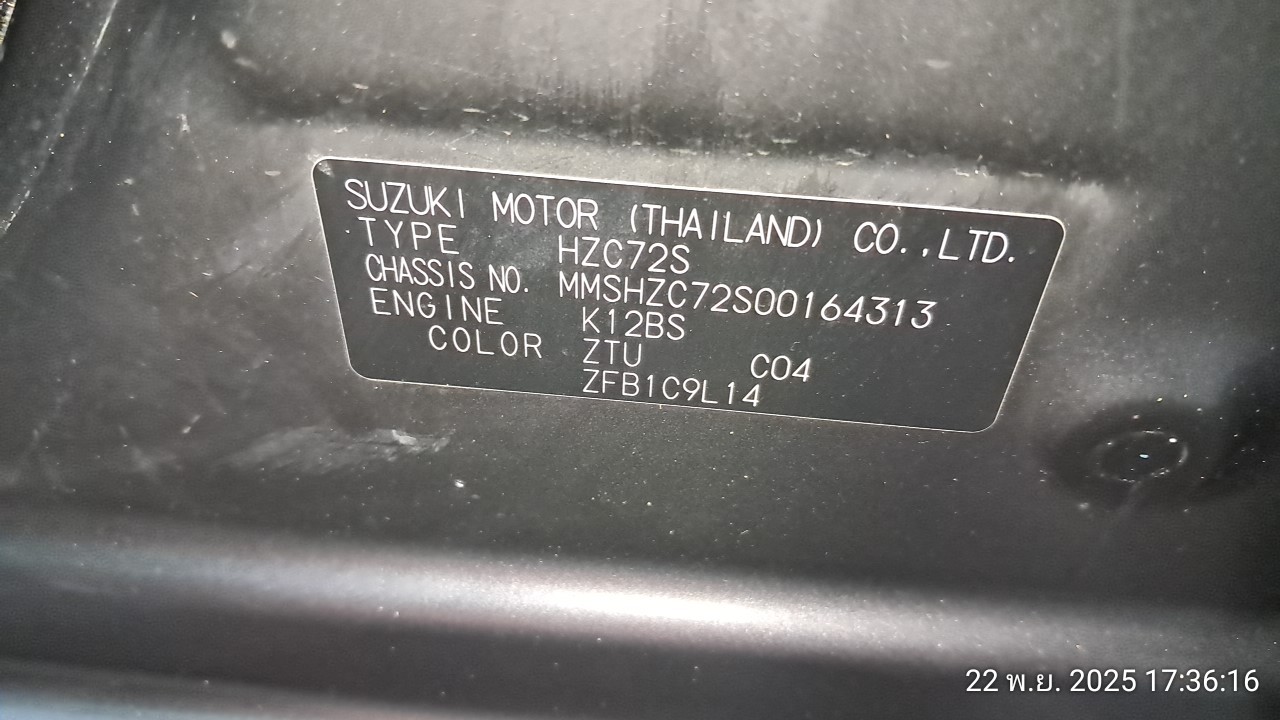 SUZUKI MOTOR (THAILAND) CO.,LTD.
TYPE HZC72S
CHASSIS NO. MMSHZC72S00164313
ENGINE K12BS
COLOR ZTU C04
ZFB1C9L14
22 พ.ย. 2025 17:36:16